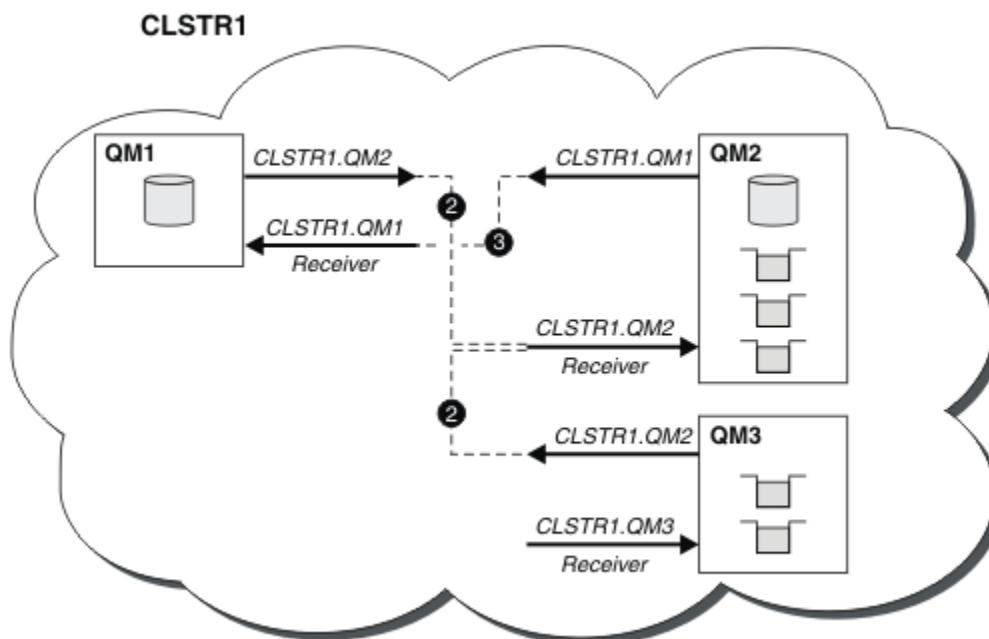 CLSTR1
QM1
CLSTR1.QM2
CLSTR1.QM1
QM2
2
CLSTR1.QM1
3
Receiver
CLSTR1.QM2
Receiver
2
CLSTR1.QM2
QM3
CLSTR1.QM3
Receiver